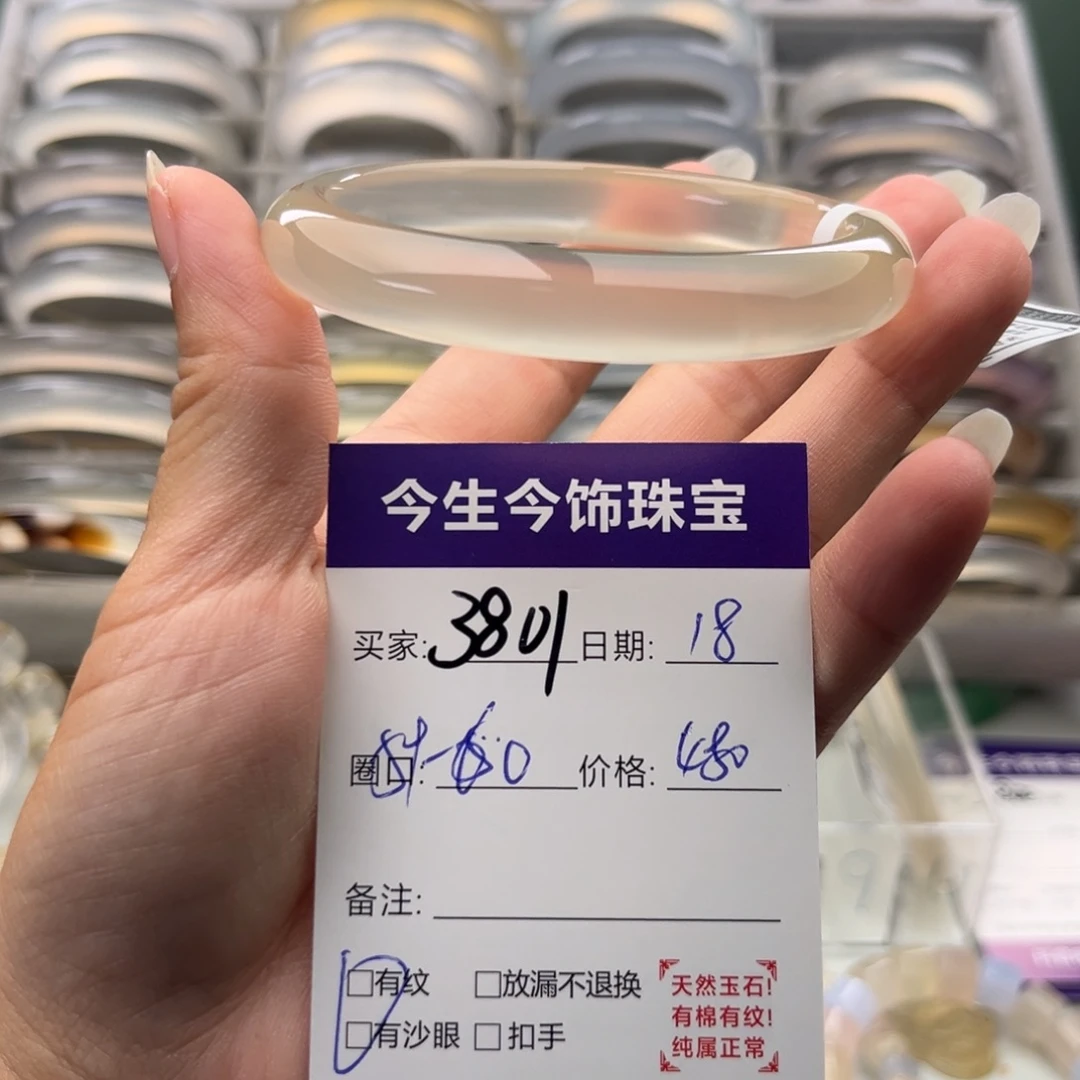 今生今饰珠宝
买家: 3801 日期: 18
圈口: 60 价格: 480
备注:
□有纹 □放漏不退换
□有沙眼 □扣手
天然玉石!
有棉有纹!
纯属正常